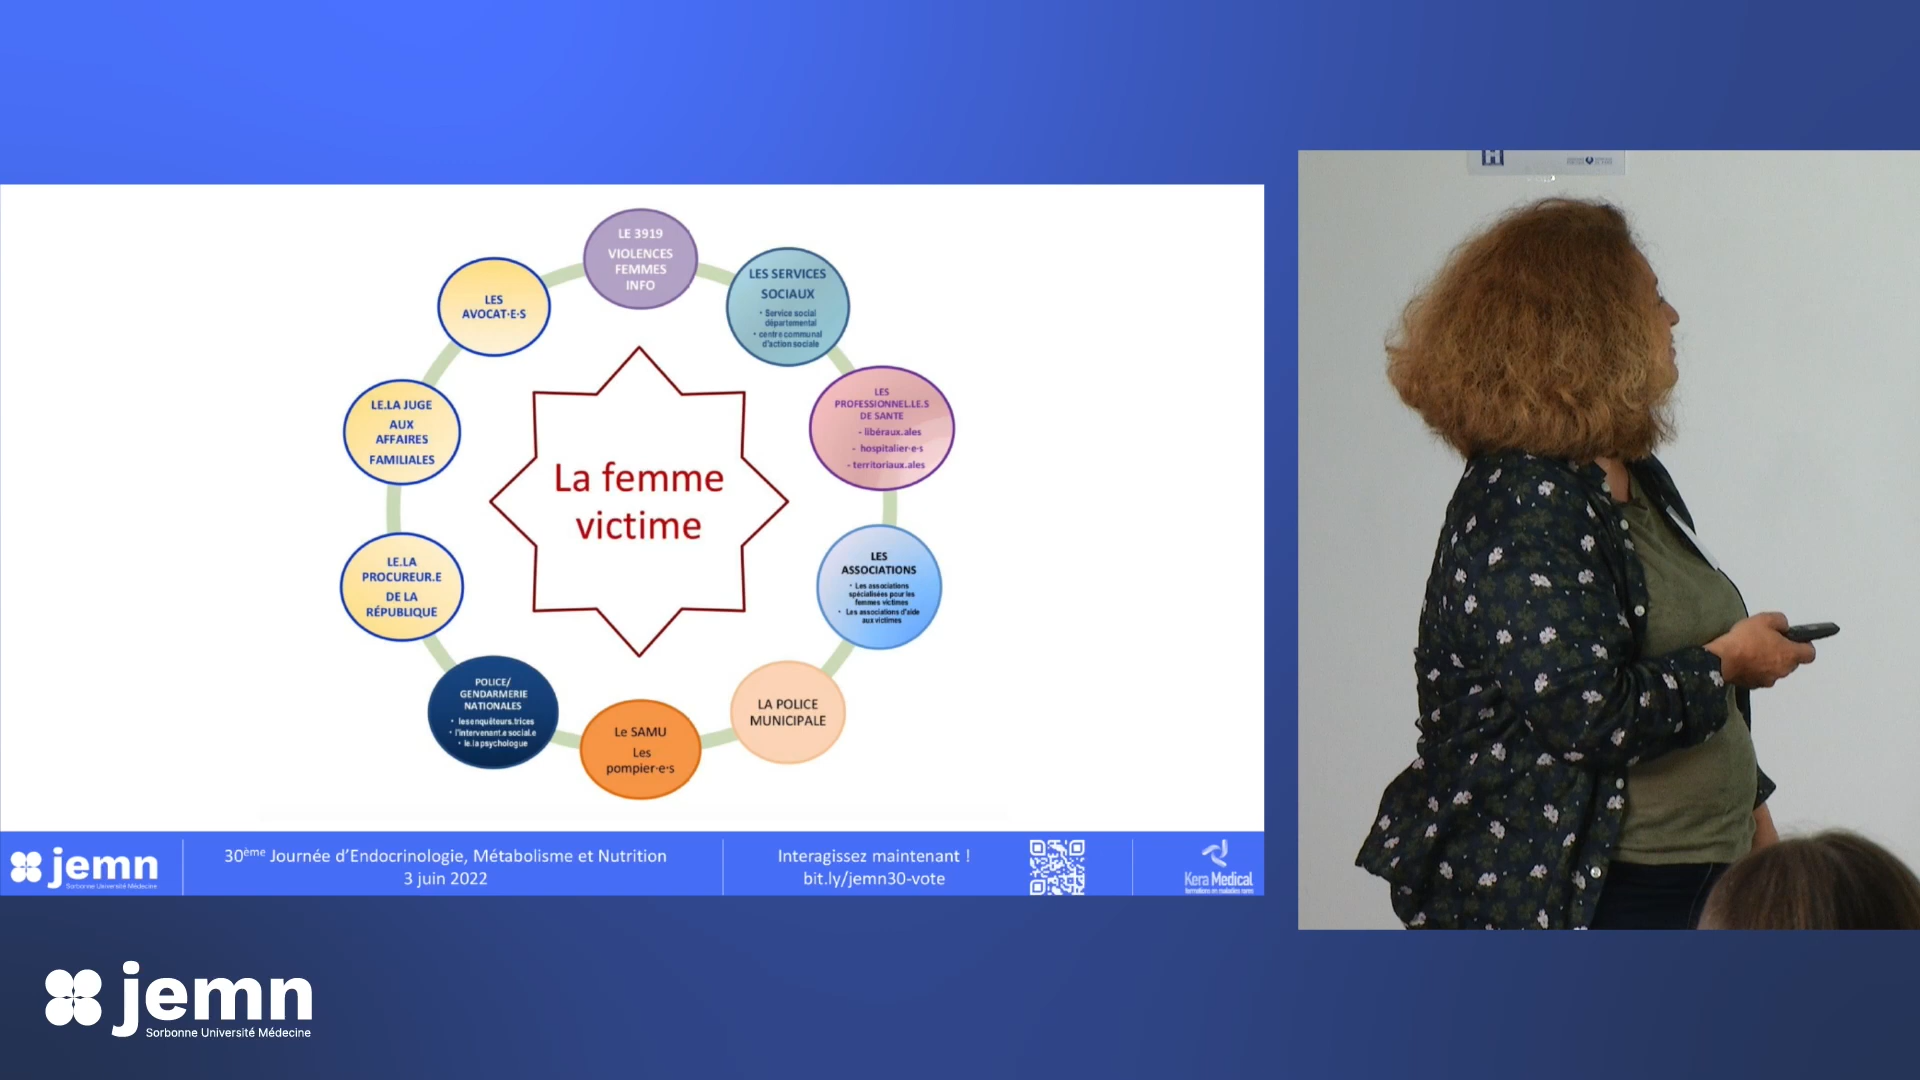 LE 3919
VIOLENCES
FEMMES
INFO
LES SERVICES
SOCIAUX
• Service social
départemental
• centre communal
d'action sociale
LES
PROFESSIONNEL.LE.S
DE SANTE
- libéraux.ales
- hospitalier·e·s
- territoriaux.ales
LES
ASSOCIATIONS
• Les associations
spécialisées pour les
femmes victimes
• Les associations d'aide
aux victimes
LA POLICE
MUNICIPALE
Le SAMU
Les
pompier·e·s
POLICE/
GENDARMERIE
NATIONALES
• les enquêteurs.trices
• l'intervenant.e social.e
• le.la psychologue
LE.LA
PROCUREUR.E
DE LA
RÉPUBLIQUE
LE.LA JUGE
AUX
AFFAIRES
FAMILIALES
LES
AVOCAT·E·S
La femme
victime
jemn
Sorbonne Université Médecine
30ème Journée d'Endocrinologie, Métabolisme et Nutrition
3 juin 2022
Interagissez maintenant !
bit.ly/jemn30-vote
Kera Medical
formations en maladies rares
jemn
Sorbonne Université Médecine